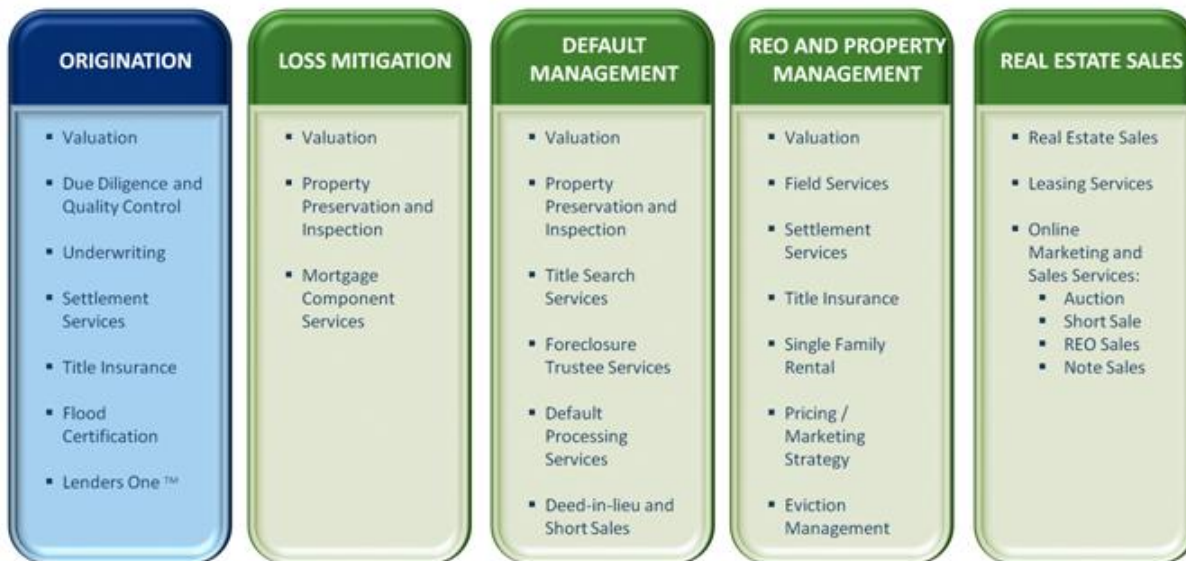 ORIGINATION
▪ Valuation
▪ Due Diligence and
Quality Control
▪ Underwriting
▪ Settlement
Services
▪ Title Insurance
▪ Flood
Certification
▪ Lenders One ™
LOSS MITIGATION
▪ Valuation
▪ Property
Preservation and
Inspection
▪ Mortgage
Component
Services
DEFAULT
MANAGEMENT
▪ Valuation
▪ Property
Preservation and
Inspection
▪ Title Search
Services
▪ Foreclosure
Trustee Services
▪ Default
Processing
Services
▪ Deed-in-lieu and
Short Sales
REO AND PROPERTY
MANAGEMENT
▪ Valuation
▪ Field Services
▪ Settlement
Services
▪ Title Insurance
▪ Single Family
Rental
▪ Pricing /
Marketing
Strategy
▪ Eviction
Management
REAL ESTATE SALES
▪ Real Estate Sales
▪ Leasing Services
▪ Online
Marketing and
Sales Services:
▪ Auction
▪ Short Sale
▪ REO Sales
▪ Note Sales